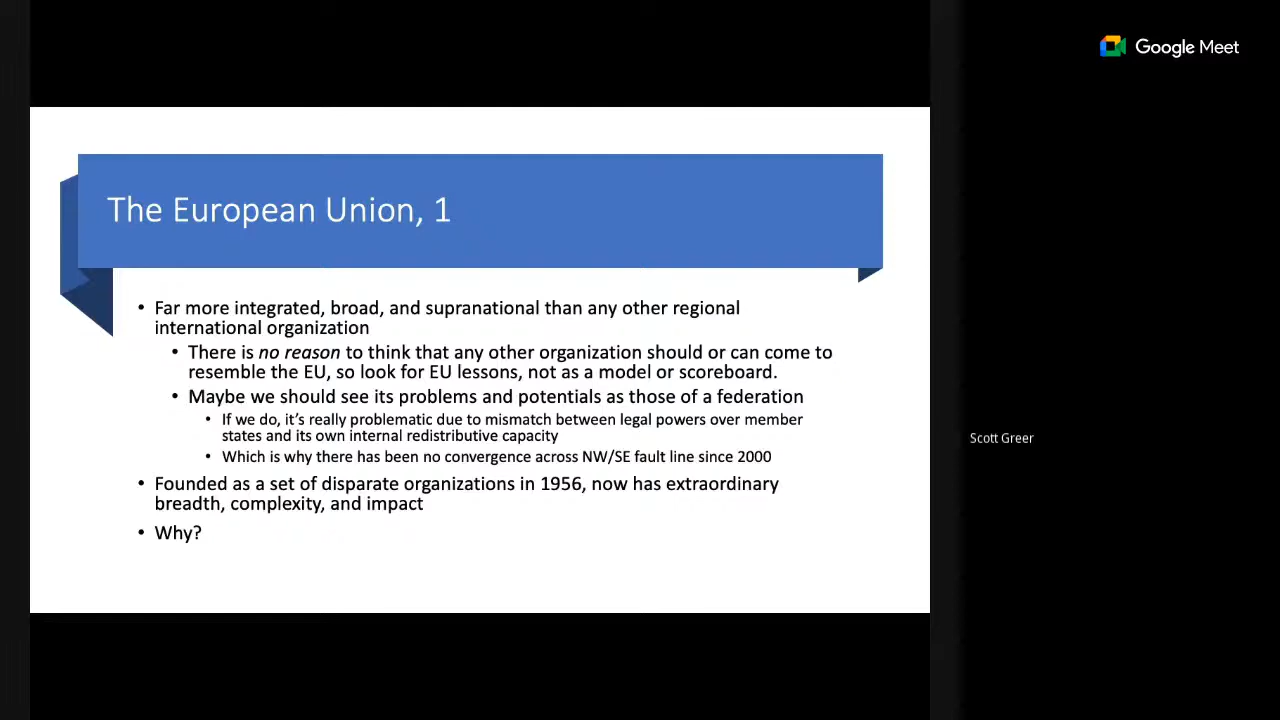 Google Meet
The European Union, 1
• Far more integrated, broad, and supranational than any other regional
international organization
• There is no reason to think that any other organization should or can come to
resemble the EU, so look for EU lessons, not as a model or scoreboard.
• Maybe we should see its problems and potentials as those of a federation
• If we do, it's really problematic due to mismatch between legal powers over member
states and its own internal redistributive capacity
• Which is why there has been no convergence across NW/SE fault line since 2000
• Founded as a set of disparate organizations in 1956, now has extraordinary
breadth, complexity, and impact
• Why?
Scott Greer